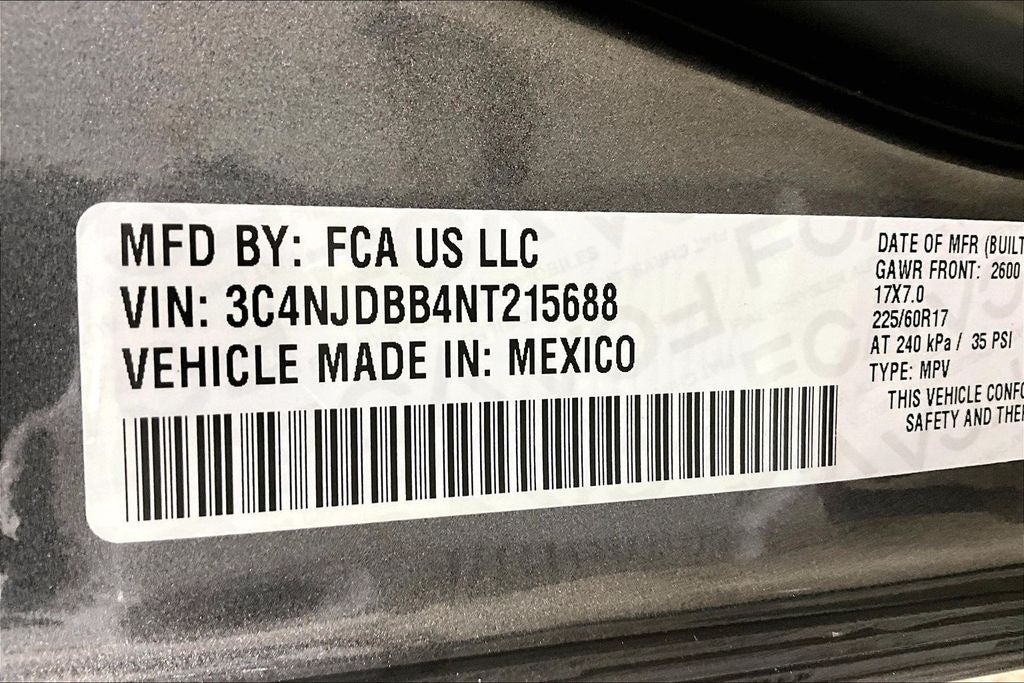 MFD BY: FCA US LLC
VIN: 3C4NJDBB4NT215688
VEHICLE MADE IN: MEXICO
DATE OF MFR (BUILT
GAWR FRONT: 2600
17X7.0
225/60R17
AT 240 kPa / 35 PSI
TYPE: MPV
THIS VEHICLE CONFO
SAFETY AND THE